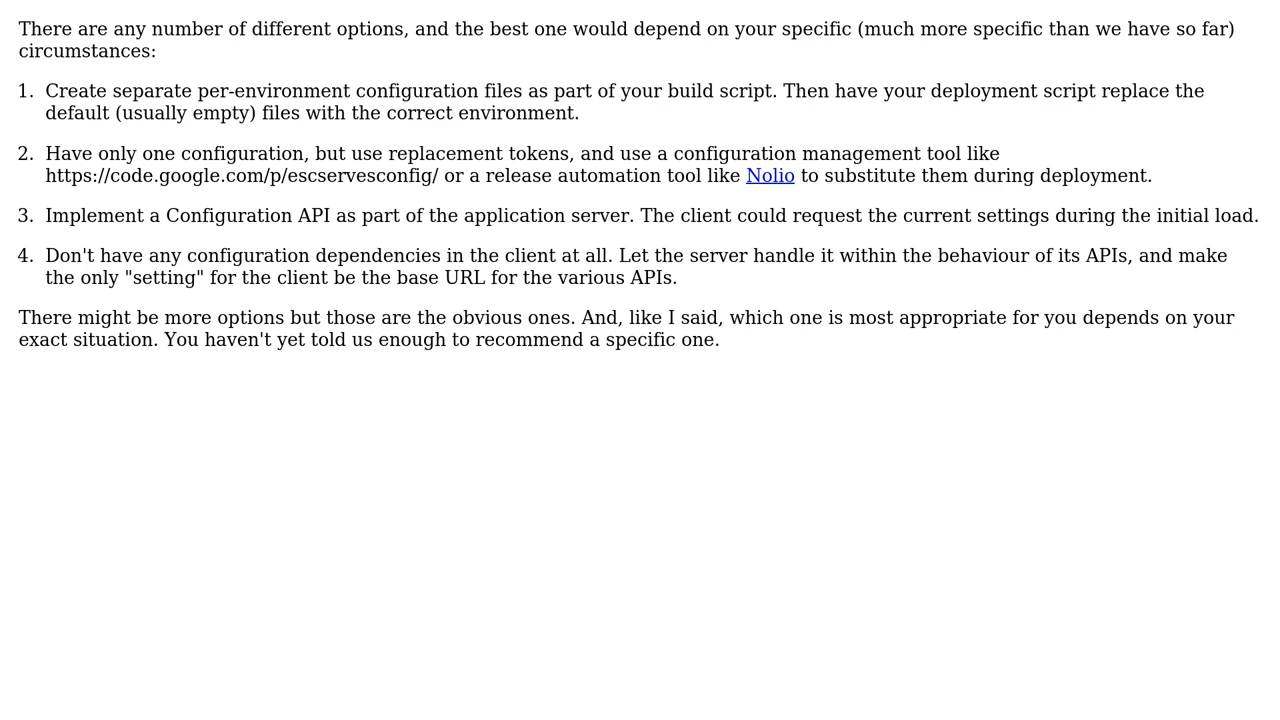 There are any number of different options, and the best one would depend on your specific (much more specific than we have so far)
circumstances:
1. Create separate per-environment configuration files as part of your build script. Then have your deployment script replace the
default (usually empty) files with the correct environment.
2. Have only one configuration, but use replacement tokens, and use a configuration management tool like
https://code.google.com/p/escservesconfig/ or a release automation tool like Nolio to substitute them during deployment.
3. Implement a Configuration API as part of the application server. The client could request the current settings during the initial load.
4. Don't have any configuration dependencies in the client at all. Let the server handle it within the behaviour of its APIs, and make
the only "setting" for the client be the base URL for the various APIs.
There might be more options but those are the obvious ones. And, like I said, which one is most appropriate for you depends on your
exact situation. You haven't yet told us enough to recommend a specific one.